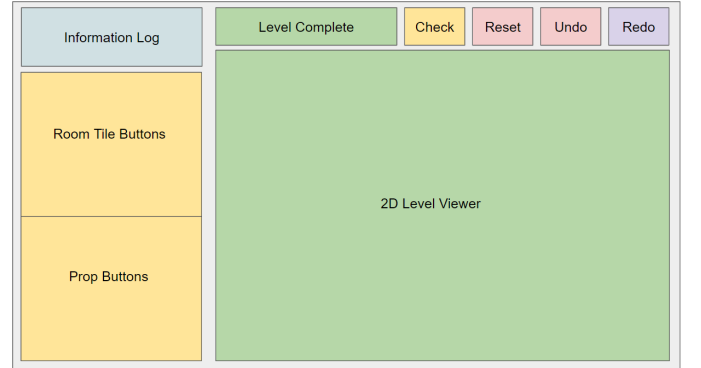 Information Log
Level Complete
Check
Reset
Undo
Redo
Room Tile Buttons
2D Level Viewer
Prop Buttons